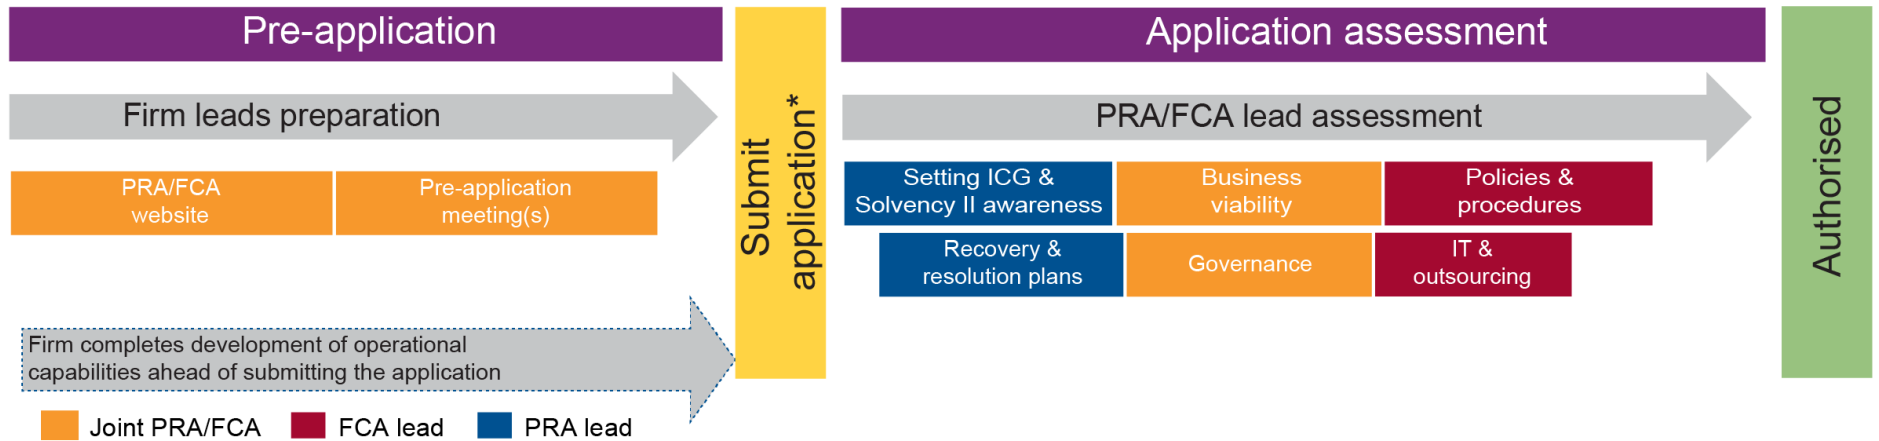 Pre-application
Firm leads preparation
PRA/FCA
website
Pre-application
meeting(s)
Firm completes development of operational
capabilities ahead of submitting the application
Submit
application*
Application assessment
PRA/FCA lead assessment
Setting ICG &
Solvency II awareness
Business
viability
Policies &
procedures
Recovery &
resolution plans
Governance
IT &
outsourcing
Authorised
Joint PRA/FCA
FCA lead
PRA lead